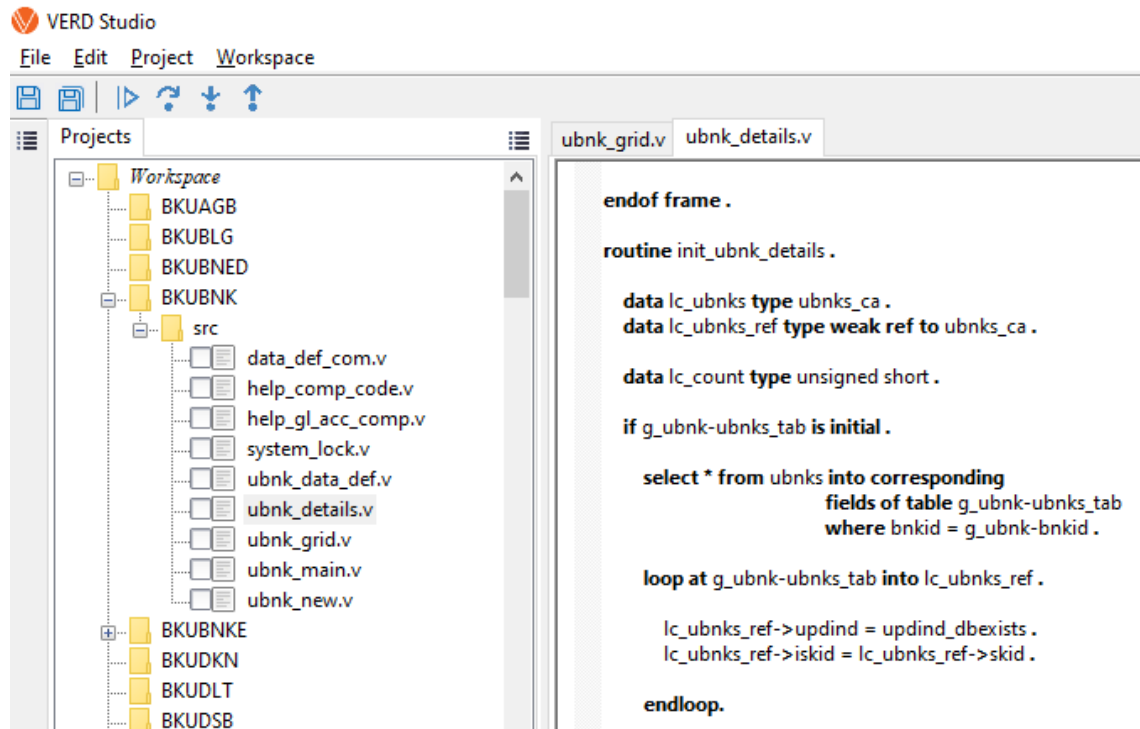 VERD Studio
File Edit Project Workspace
Projects
Workspace
BKUAGB
BKUBLG
BKUBNED
BKUBNK
src
data_def_com.v
help_comp_code.v
help_gl_acc_comp.v
system_lock.v
ubnk_data_def.v
ubnk_details.v
ubnk_grid.v
ubnk_main.v
ubnk_new.v
BKUBNKE
BKUDKN
BKUDLT
BKUDSB
ubnk_grid.v ubnk_details.v
endof frame .
routine init_ubnk_details .
data lc_ubnks type ubnks_ca .
data lc_ubnks_ref type weak ref to ubnks_ca .
data lc_count type unsigned short .
if g_ubnk-ubnks_tab is initial .
select * from ubnks into corresponding
fields of table g_ubnk-ubnks_tab
where bnkid = g_ubnk-bnkid .
loop at g_ubnk-ubnks_tab into lc_ubnks_ref .
lc_ubnks_ref->updind = updind_dbexists .
lc_ubnks_ref->iskid = lc_ubnks_ref->skid .
endloop.